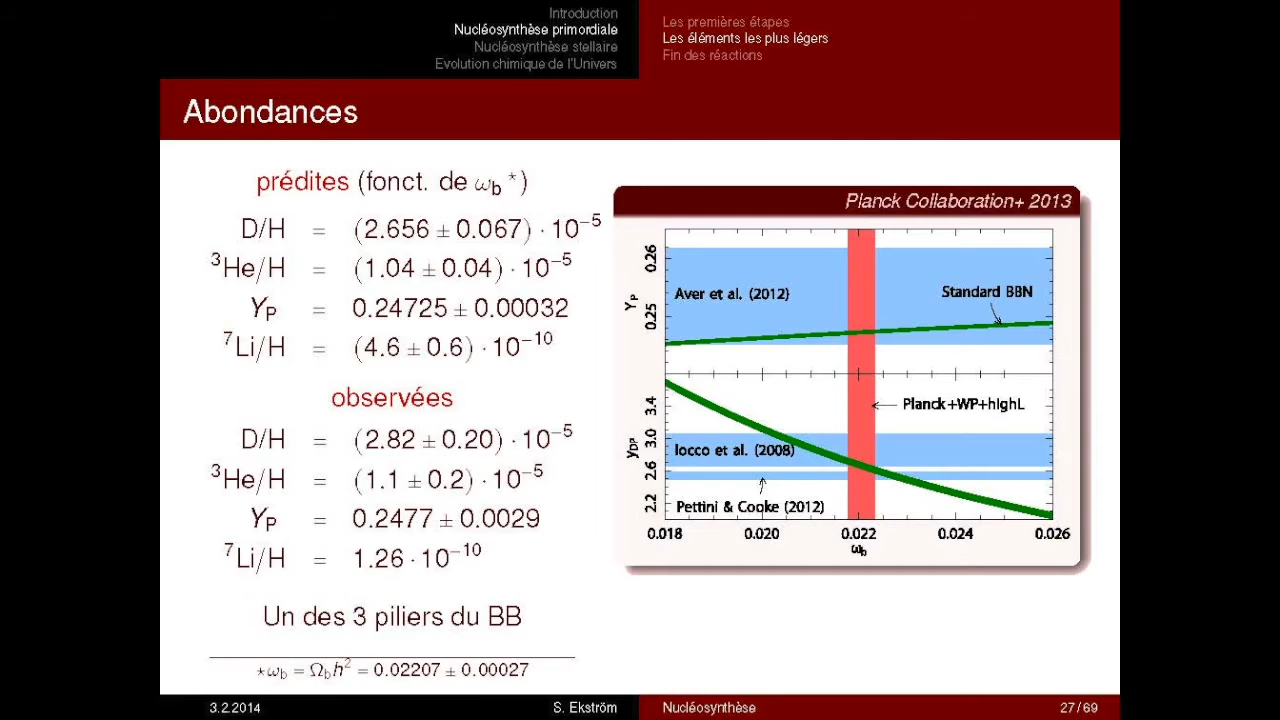 Introduction
Nucléosynthèse primordiale
Nucléosynthèse stellaire
Evolution chimique de l'Univers
Les premières étapes
Les éléments les plus légers
Fin des réactions
Abondances
prédites (fonct. de ω_b *)
D/H = (2.656 ± 0.067) · 10^−5
³He/H = (1.04 ± 0.04) · 10^−5
Y_P = 0.24725 ± 0.00032
⁷Li/H = (4.6 ± 0.6) · 10^−10
observées
D/H = (2.82 ± 0.20) · 10^−5
³He/H = (1.1 ± 0.2) · 10^−5
Y_P = 0.2477 ± 0.0029
⁷Li/H = 1.26 · 10^−10
Un des 3 piliers du BB
*ω_b = Ω_b h² = 0.02207 ± 0.00027
Planck Collaboration+ 2013
0.26
Y_P
0.25
Aver et al. (2012)
Standard BBN
Planck+WP+highL
3.4
3.0
y_DP
2.6
2.2
Iocco et al. (2008)
Pettini & Cooke (2012)
0.018 0.020 0.022 0.024 0.026
ω_b
3.2.2014 S. Ekström Nucléosynthèse 27/69